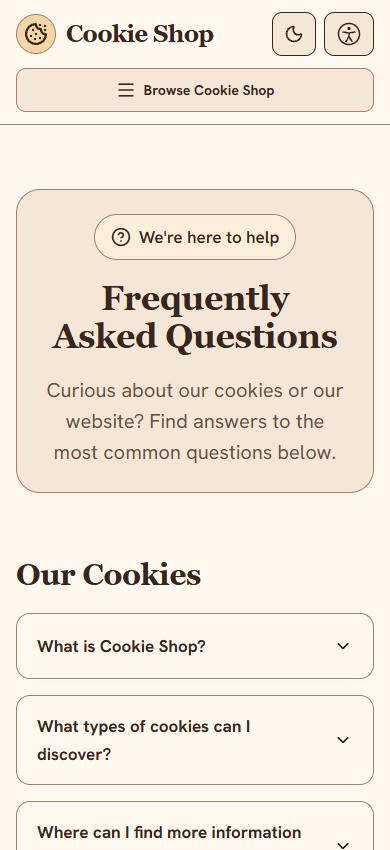 Cookie Shop
Browse Cookie Shop
We're here to help
Frequently
Asked Questions
Curious about our cookies or our
website? Find answers to the
most common questions below.
Our Cookies
What is Cookie Shop?
What types of cookies can I
discover?
Where can I find more information